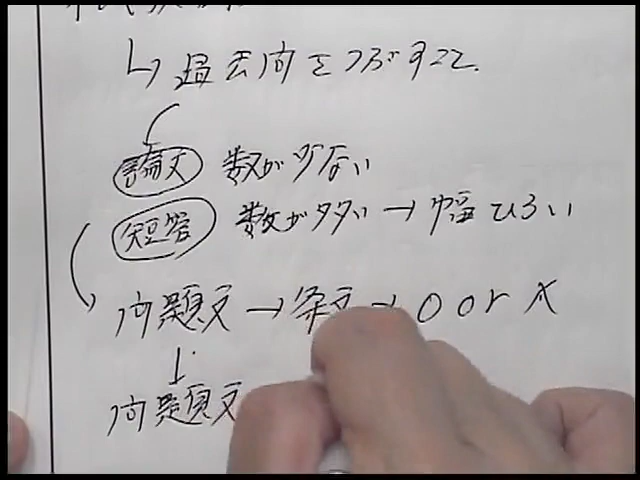 ↳ 過去問をつぶすこと.
論文 数が少ない
短答 数が多い → 幅ひろい
問題文 → 条文 → ○ or ×
↓
問題文